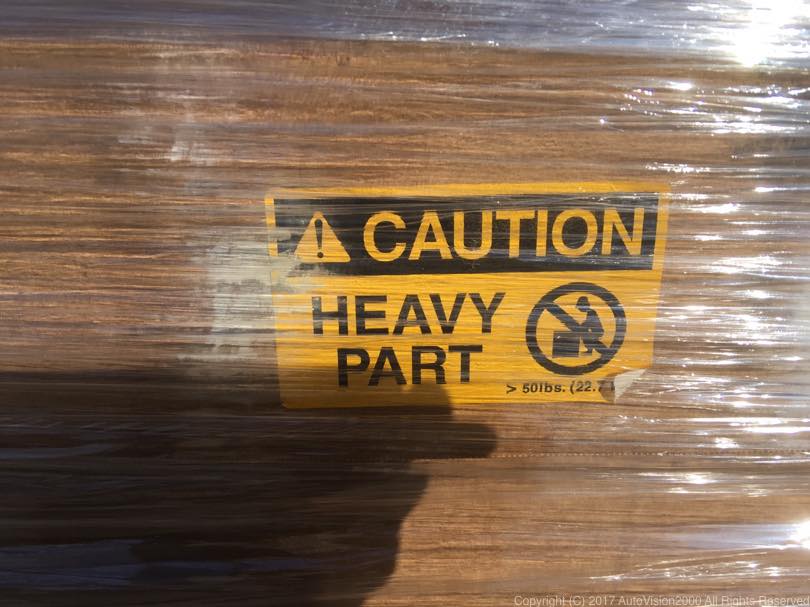 CAUTION
HEAVY
PART
> 50lbs. (22.7
Copyright (C) 2017 AutoVision2000 All Rights Reserved